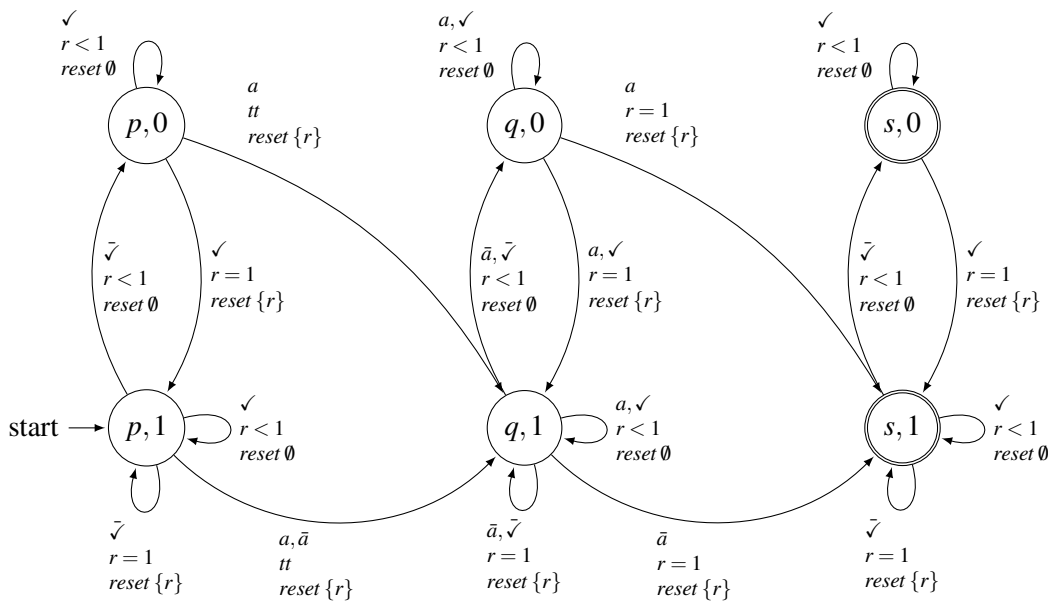 ✓
r < 1
reset ∅
a, ✓
r < 1
reset ∅
✓
r < 1
reset ∅
p, 0
q, 0
s, 0
a
tt
reset {r}
a
r = 1
reset {r}
✓̄
r < 1
reset ∅
✓
r = 1
reset {r}
ā, ✓̄
r < 1
reset ∅
a, ✓
r = 1
reset {r}
✓̄
r < 1
reset ∅
✓
r = 1
reset {r}
start
p, 1
✓
r < 1
reset ∅
q, 1
a, ✓
r < 1
reset ∅
s, 1
✓
r < 1
reset ∅
✓̄
r = 1
reset {r}
a, ā
tt
reset {r}
ā, ✓̄
r = 1
reset {r}
ā
r = 1
reset {r}
✓̄
r = 1
reset {r}